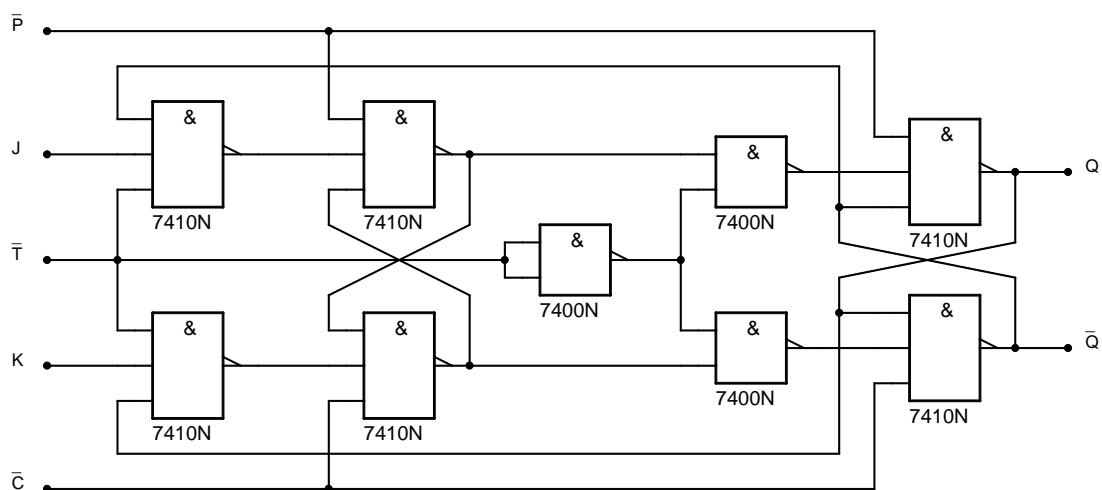 P̅
& & & &
J Q
7410N 7410N 7400N 7410N
T̅ &
7400N
& & & &
K Q̅
7410N 7410N 7400N 7410N
C̅